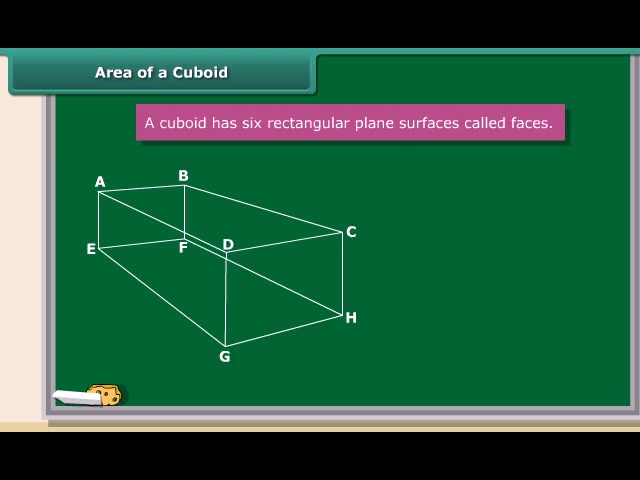 Area of a Cuboid
A cuboid has six rectangular plane surfaces called faces.
A
B
C
D
E
F
G
H